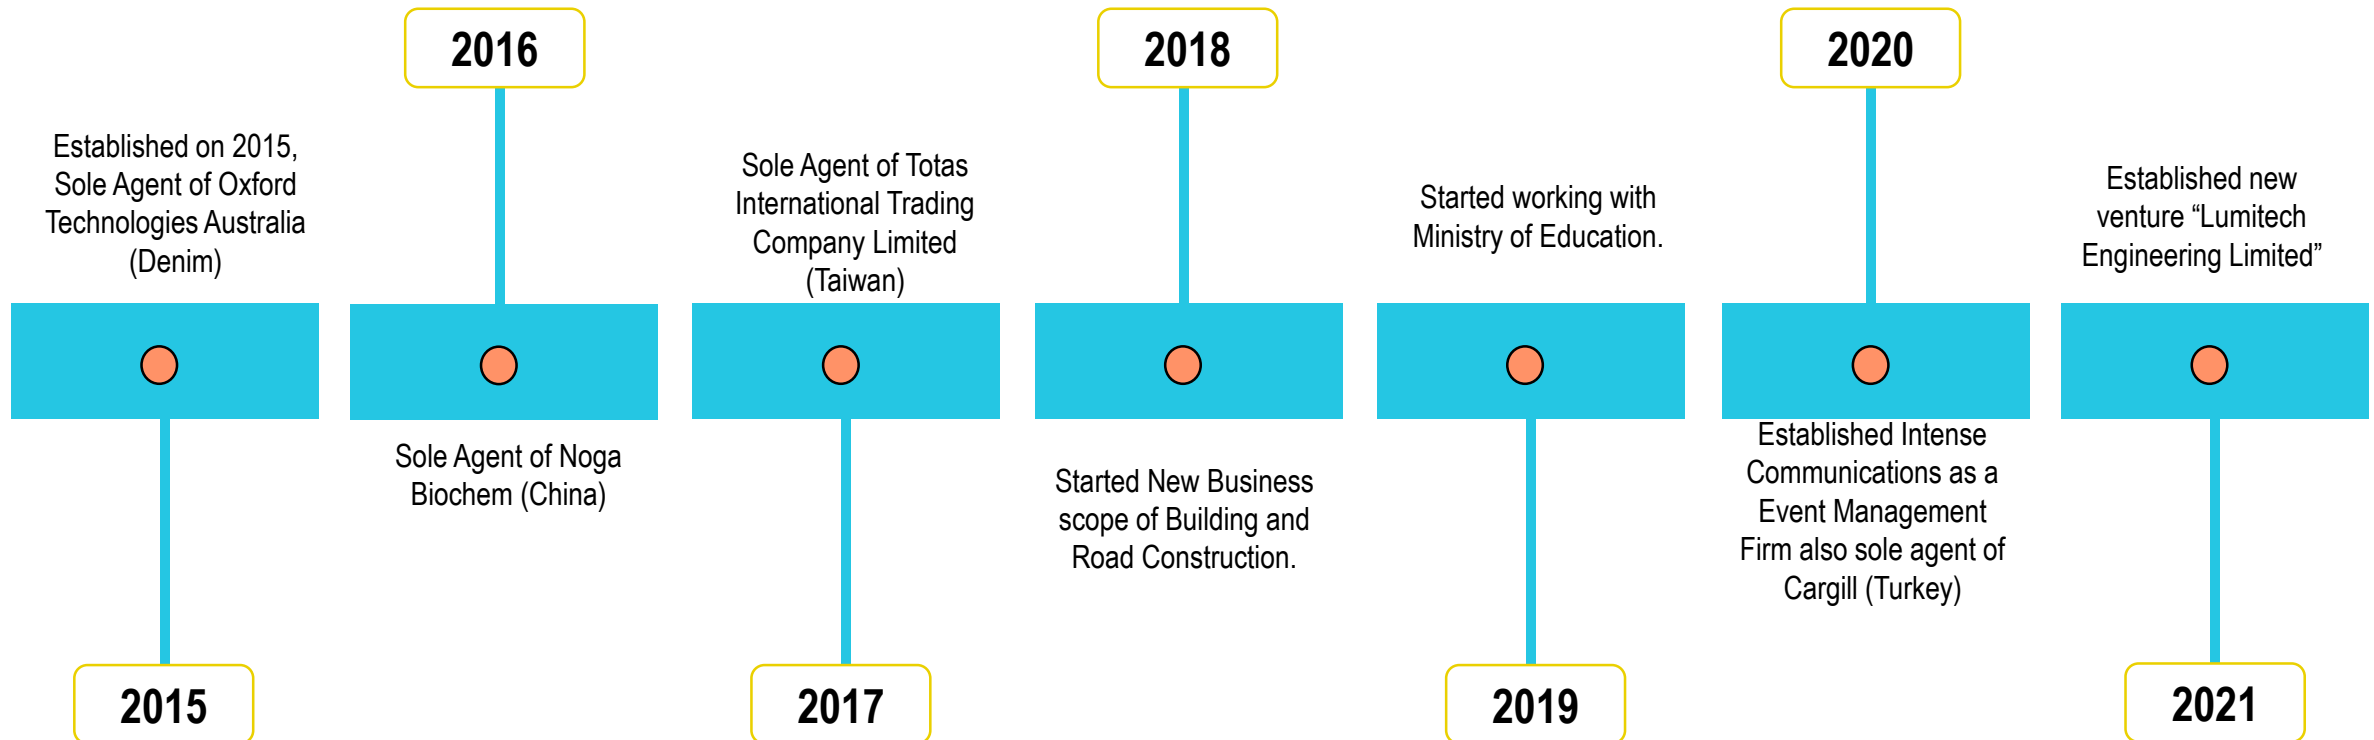 2016
2018
2020
Established on 2015,
Sole Agent of Oxford
Technologies Australia
(Denim)
Sole Agent of Totas
International Trading
Company Limited
(Taiwan)
Started working with
Ministry of Education.
Established new
venture “Lumitech
Engineering Limited”
Sole Agent of Noga
Biochem (China)
Started New Business
scope of Building and
Road Construction.
Established Intense
Communications as a
Event Management
Firm also sole agent of
Cargill (Turkey)
2015
2017
2019
2021